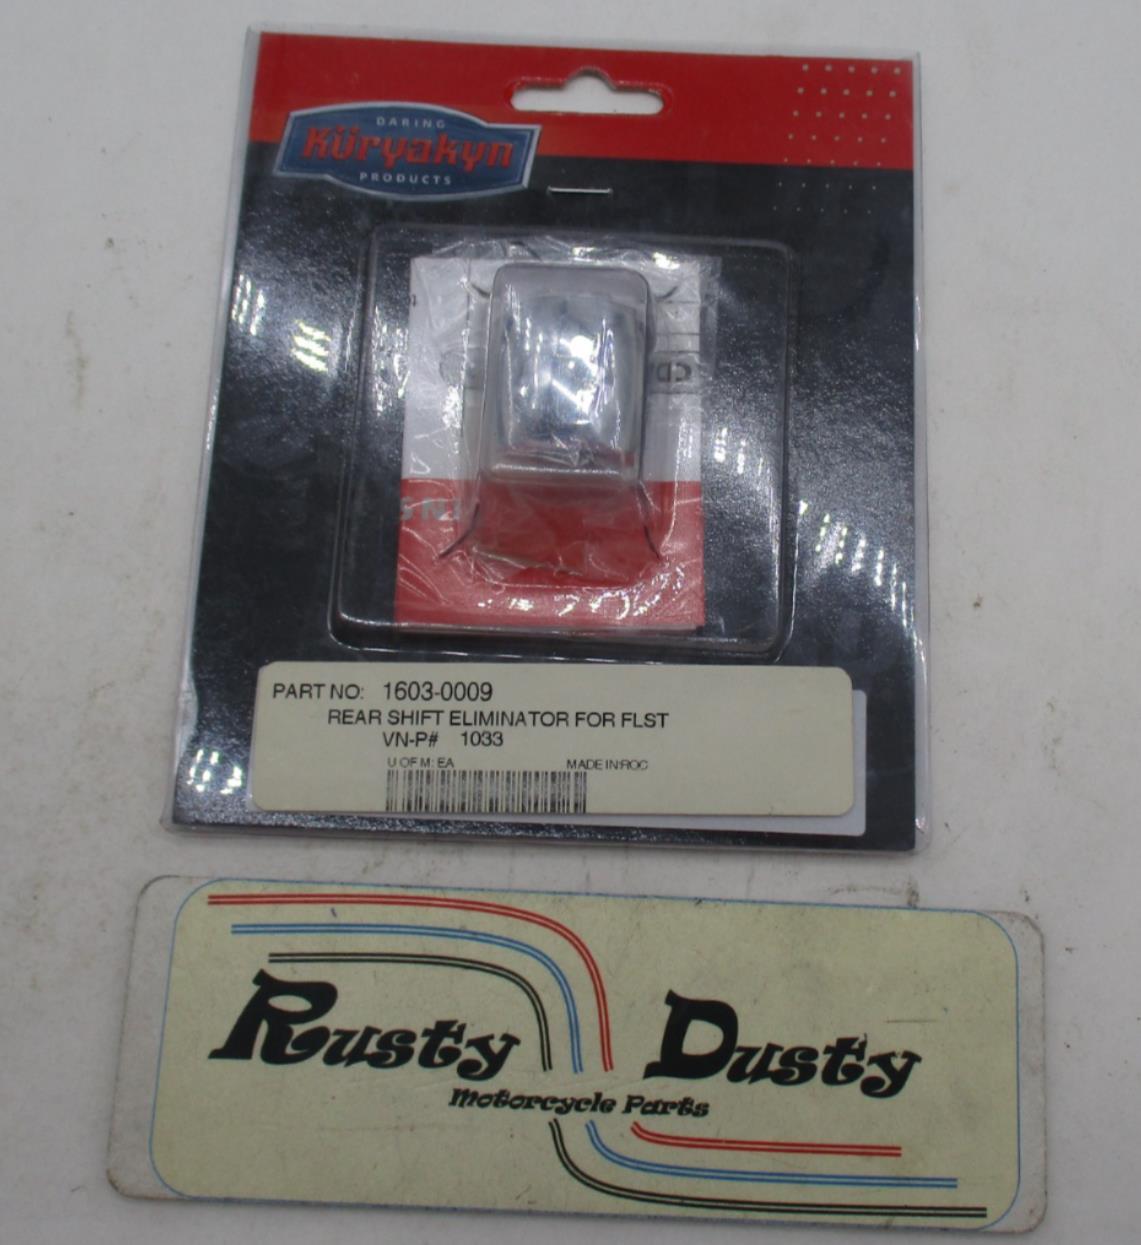 DARING
Küryakyn
PRODUCTS
PART NO: 1603-0009
REAR SHIFT ELIMINATOR FOR FLST
VN-P# 1033
U OF M: EA MADE IN:ROC
Rusty Dusty
Motorcycle Parts